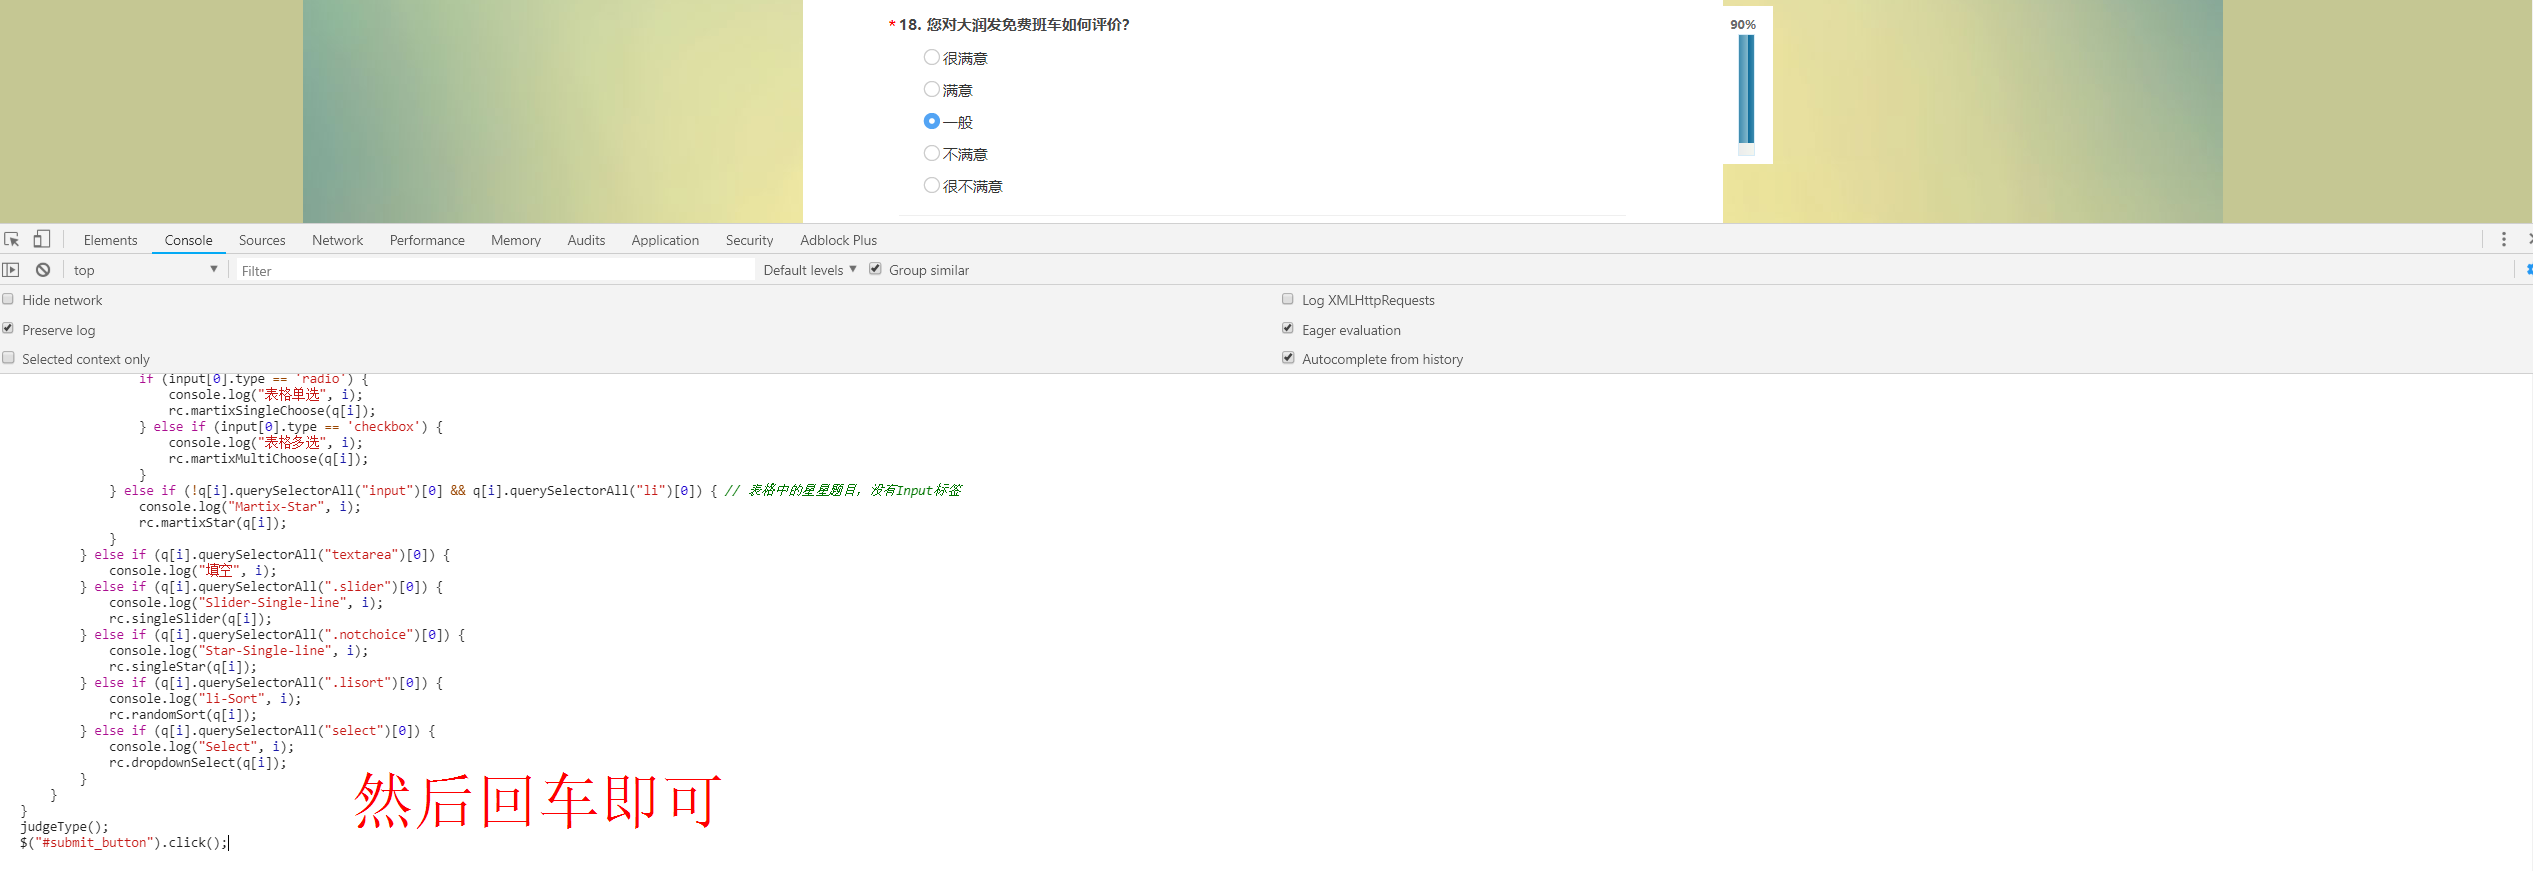 *18. 您对大润发免费班车如何评价?
90%
很满意
满意
一般
不满意
很不满意
Elements Console Sources Network Performance Memory Audits Application Security Adblock Plus
top Filter Default levels Group similar
Hide network Log XMLHttpRequests
Preserve log Eager evaluation
Selected context only Autocomplete from history
if (input[0].type == 'radio') {
console.log("表格单选", i);
rc.martixSingleChoose(q[i]);
} else if (input[0].type == 'checkbox') {
console.log("表格多选", i);
rc.martixMultiChoose(q[i]);
}
} else if (!q[i].querySelectorAll("input")[0] && q[i].querySelectorAll("li")[0]) { // 表格中的星星题目, 没有Input标签
console.log("Martix-Star", i);
rc.martixStar(q[i]);
}
} else if (q[i].querySelectorAll("textarea")[0]) {
console.log("填空", i);
} else if (q[i].querySelectorAll(".slider")[0]) {
console.log("Slider-Single-line", i);
rc.singleSlider(q[i]);
} else if (q[i].querySelectorAll(".notchoice")[0]) {
console.log("Star-Single-line", i);
rc.singleStar(q[i]);
} else if (q[i].querySelectorAll(".lisort")[0]) {
console.log("li-Sort", i);
rc.randomSort(q[i]);
} else if (q[i].querySelectorAll("select")[0]) {
console.log("Select", i);
rc.dropdownSelect(q[i]);
}
}
}
judgeType();
$("#submit_button").click();
然后回车即可